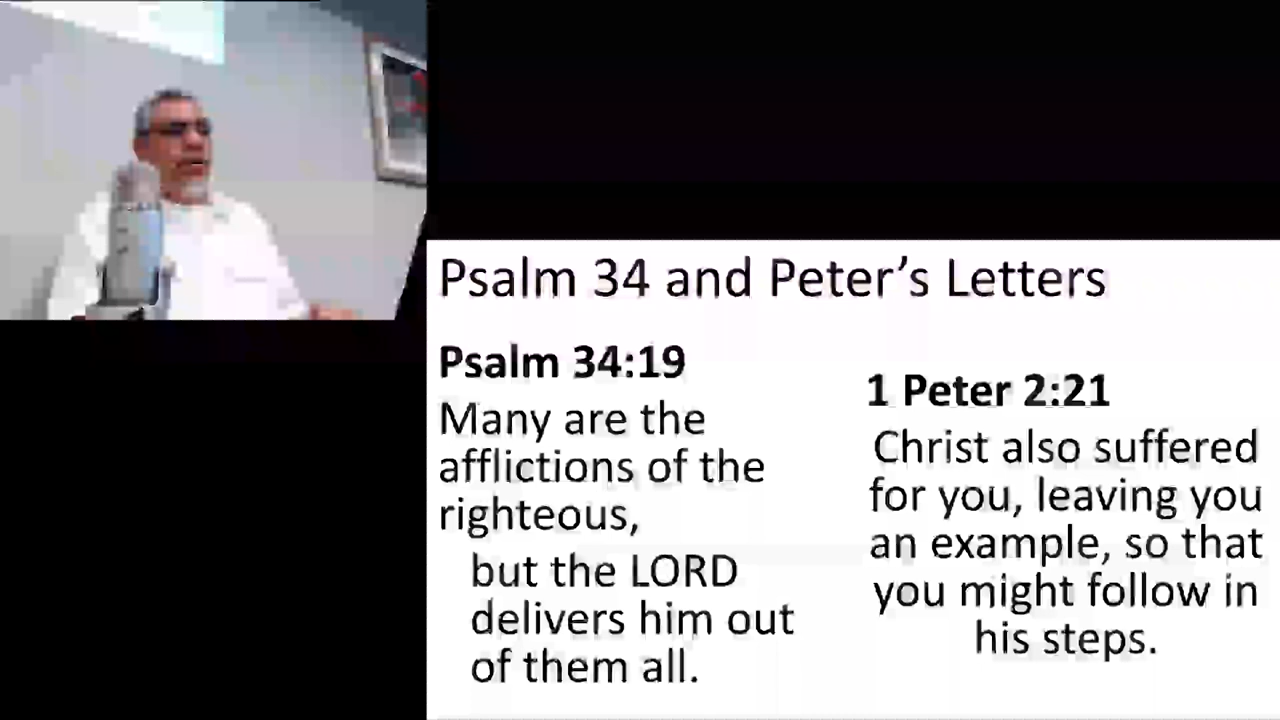 Psalm 34 and Peter’s Letters
Psalm 34:19
Many are the
afflictions of the
righteous,
but the LORD
delivers him out
of them all.
1 Peter 2:21
Christ also suffered
for you, leaving you
an example, so that
you might follow in
his steps.